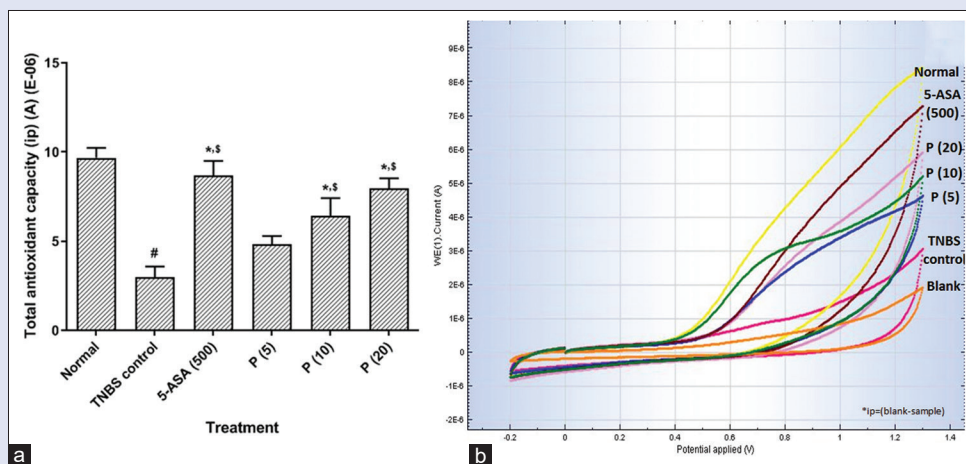 Total antioxidant capacity (ip) (A) (E-06)
15
10
5
0
#
*,$
*,$
*,$
Normal
TNBS control
5-ASA (500)
P (5)
P (10)
P (20)
Treatment
a
WE(1).Current (A)
9E-6
8E-6
7E-6
6E-6
5E-6
4E-6
3E-6
2E-6
1E-6
0
-1E-6
-2E-6
-0.2
0
0.2
0.4
0.6
0.8
1
1.2
1.4
Potential applied (V)
Normal
5-ASA
(500)
P (20)
P (10)
P (5)
TNBS
control
Blank
*ip=(blank-sample)
b